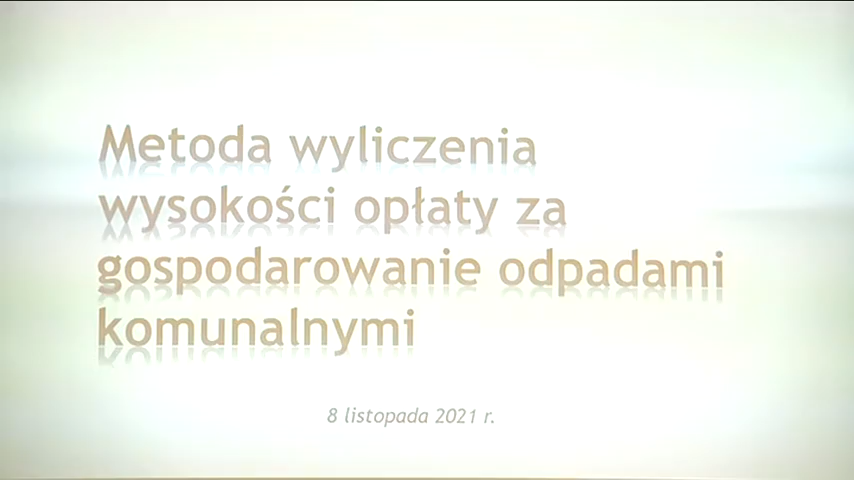 Metoda wyliczenia
wysokości opłaty za
gospodarowanie odpadami
komunalnymi
8 listopada 2021 r.